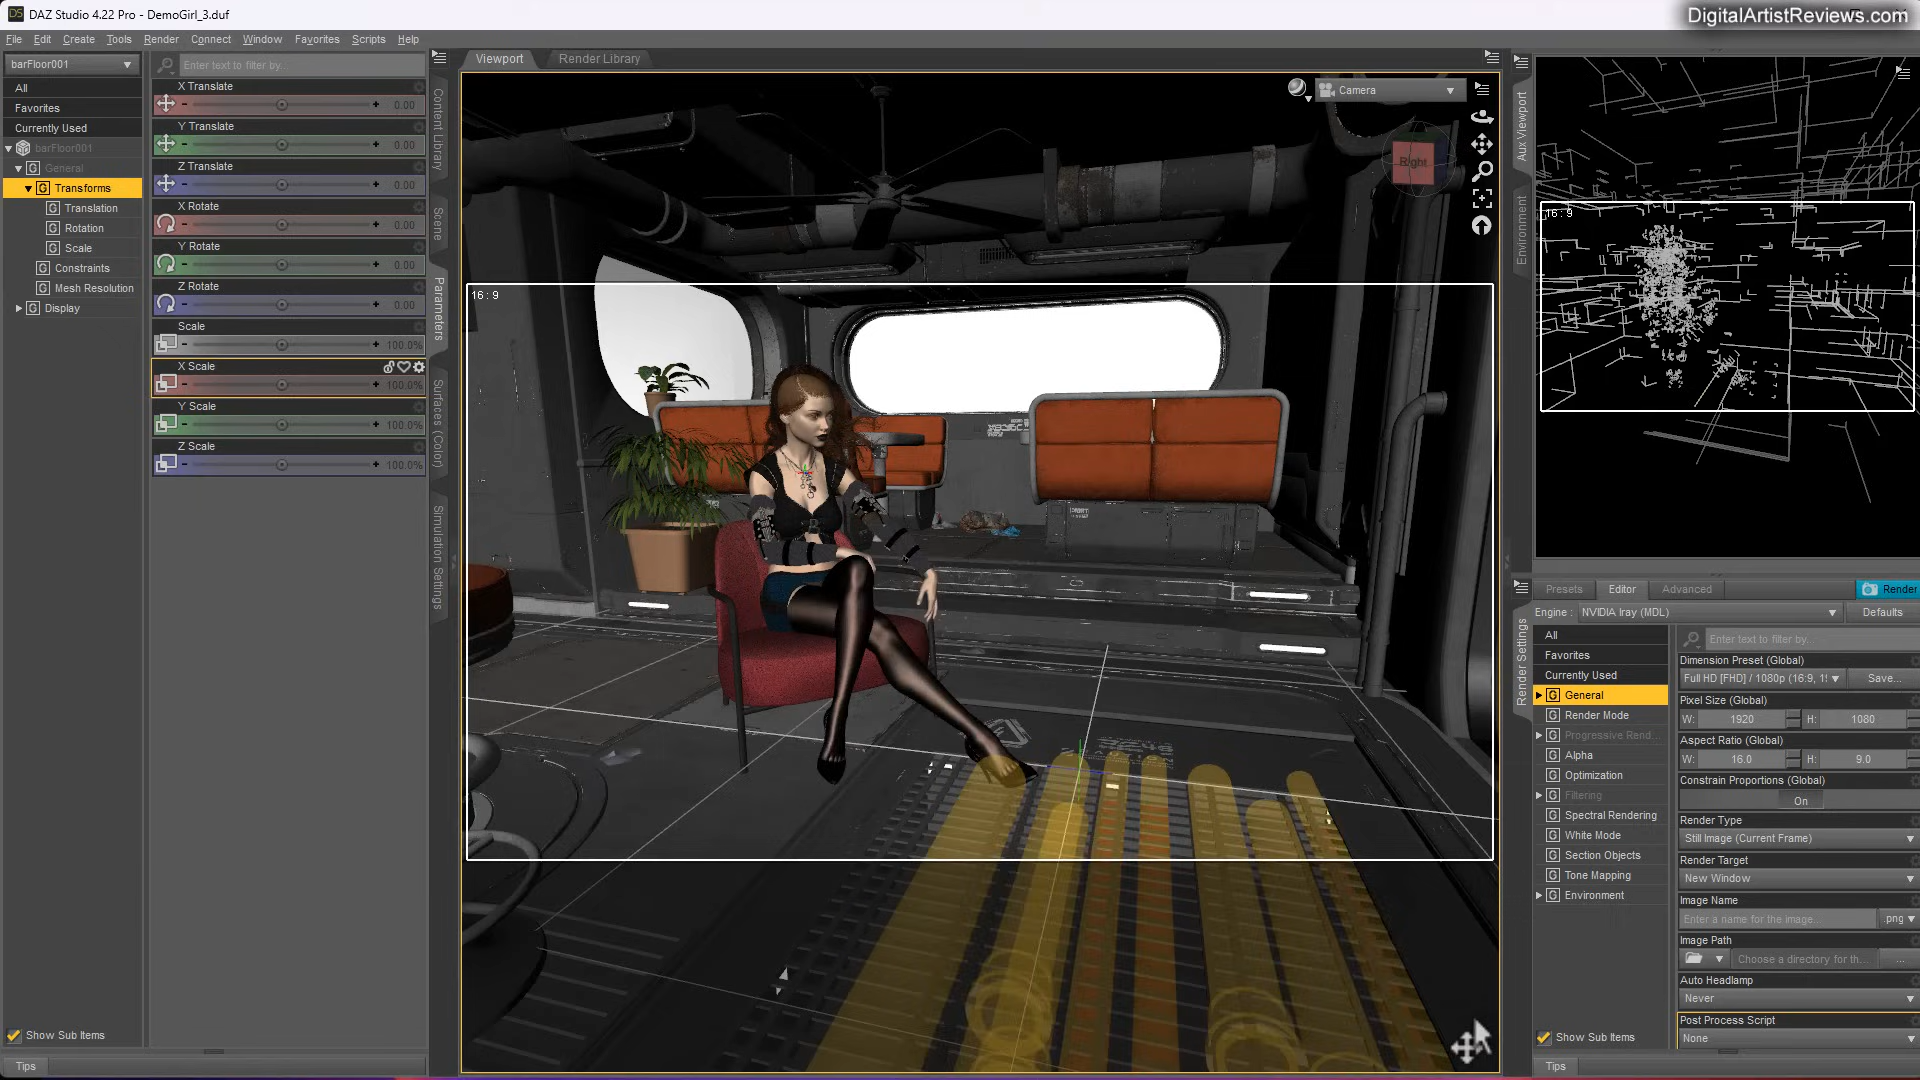 DAZ Studio 4.22 Pro - DemoGirl_3.duf
DigitalArtistReviews.com
File Edit Create Tools Render Connect Window Favorites Scripts Help
barFloor001
All
Favorites
Currently Used
barFloor001
General
Transforms
Translation
Rotation
Scale
Constraints
Mesh Resolution
Display
Show Sub Items
Tips
Enter text to filter by...
X Translate
0.00
Y Translate
0.00
Z Translate
0.00
X Rotate
0.00
Y Rotate
0.00
Z Rotate
0.00
Scale
100.0%
X Scale
100.0%
Y Scale
100.0%
Z Scale
100.0%
Content Library
Scene
Parameters
Surfaces (Color)
Simulation Settings
Viewport
Render Library
Camera
Right
16 : 9
Aux Viewport
Environment
16 : 9
Render Settings
Presets
Editor
Advanced
Render
Engine : NVIDIA Iray (MDL)
Defaults
All
Favorites
Currently Used
General
Render Mode
Progressive Rend...
Alpha
Optimization
Filtering
Spectral Rendering
White Mode
Section Objects
Tone Mapping
Environment
Show Sub Items
Tips
Enter text to filter by...
Dimension Preset (Global)
Full HD [FHD] / 1080p (16:9, 1
Save...
Pixel Size (Global)
W: 1920 H: 1080
Aspect Ratio (Global)
W: 16.0 H: 9.0
Constrain Proportions (Global)
On
Render Type
Still Image (Current Frame)
Render Target
New Window
Image Name
Enter a name for the image...
.png
Image Path
Choose a directory for th...
...
Auto Headlamp
Never
Post Process Script
None